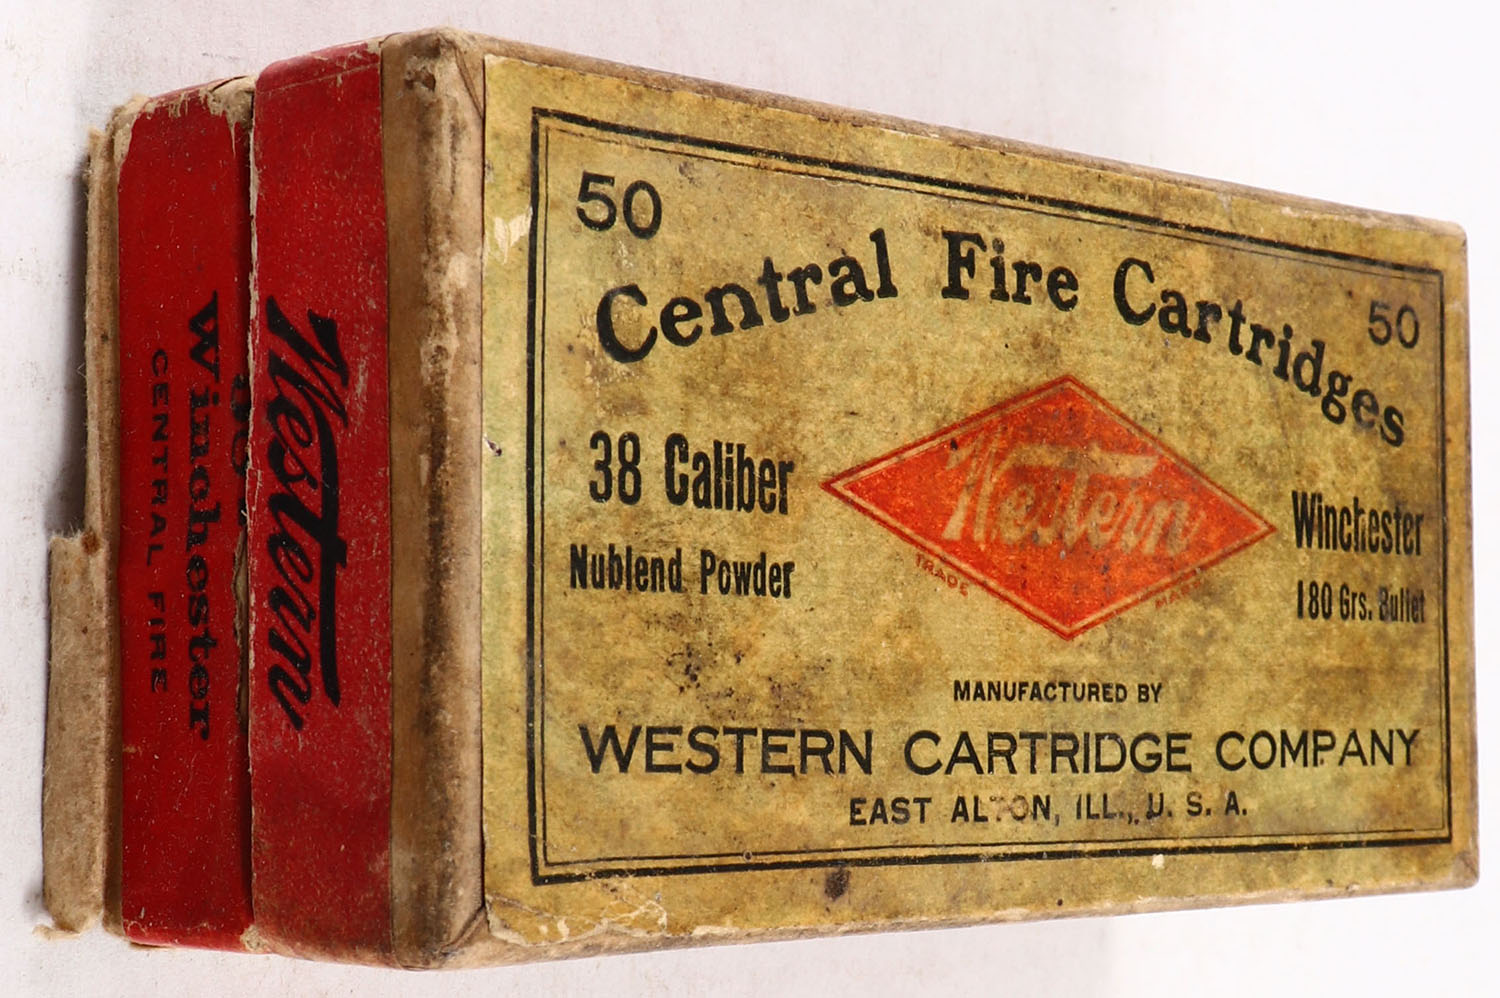 50
50
Central Fire Cartridges
38 Caliber
Winchester
Nublend Powder
180 Grs. Bullet
Western
TRADE
MARK
MANUFACTURED BY
WESTERN CARTRIDGE COMPANY
EAST ALTON, ILL., U. S. A.
Western
Winchester
CENTRAL FIRE